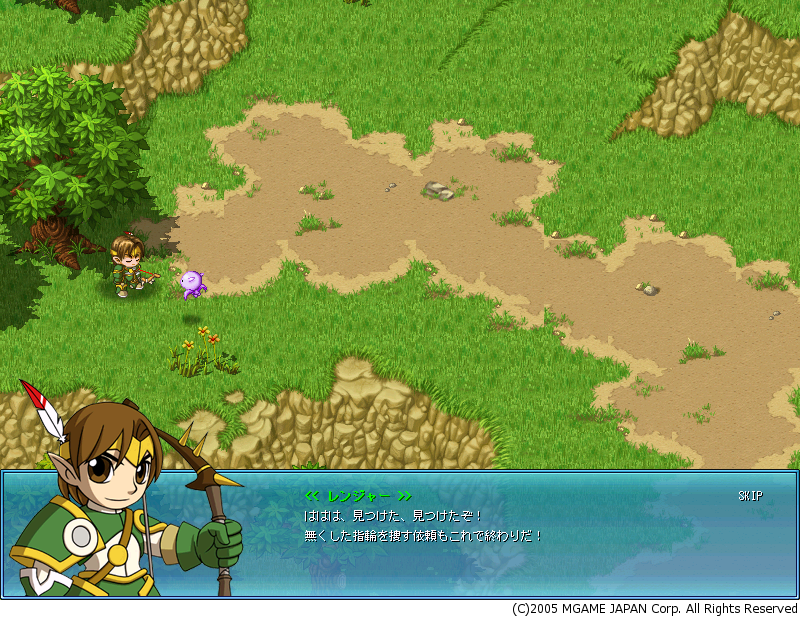 << レンジャー >>
SKIP
ははは、見つけた、見つけたぞ！
無くした指輪を捜す依頼もこれで終わりだ！
(C)2005 MGAME JAPAN Corp. All Rights Reserved